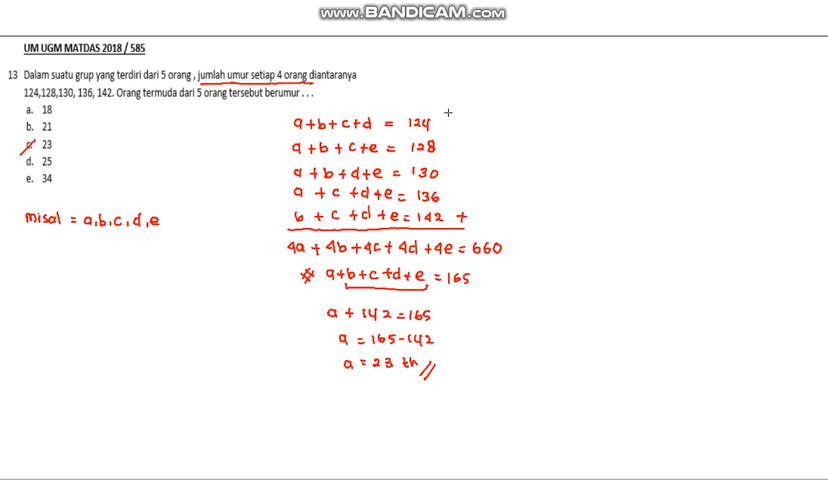 www.BANDICAM.com
UM UGM MATDAS 2018 / 585
13 Dalam suatu grup yang terdiri dari 5 orang , jumlah umur setiap 4 orang diantaranya
124,128,130, 136, 142. Orang termuda dari 5 orang tersebut berumur . . .
a. 18
b. 21
c. 23
d. 25
e. 34
misal = a, b, c, d, e
a+b+c+d = 124
a+b+c+e = 128
a+b+d+e = 130
a + c + d+e = 136
b + c + d+e = 142 +
4a + 4b + 4c + 4d + 4e = 660
* a+b+c+d+e = 165
a + 142 = 165
a = 165-142
a = 23 th //